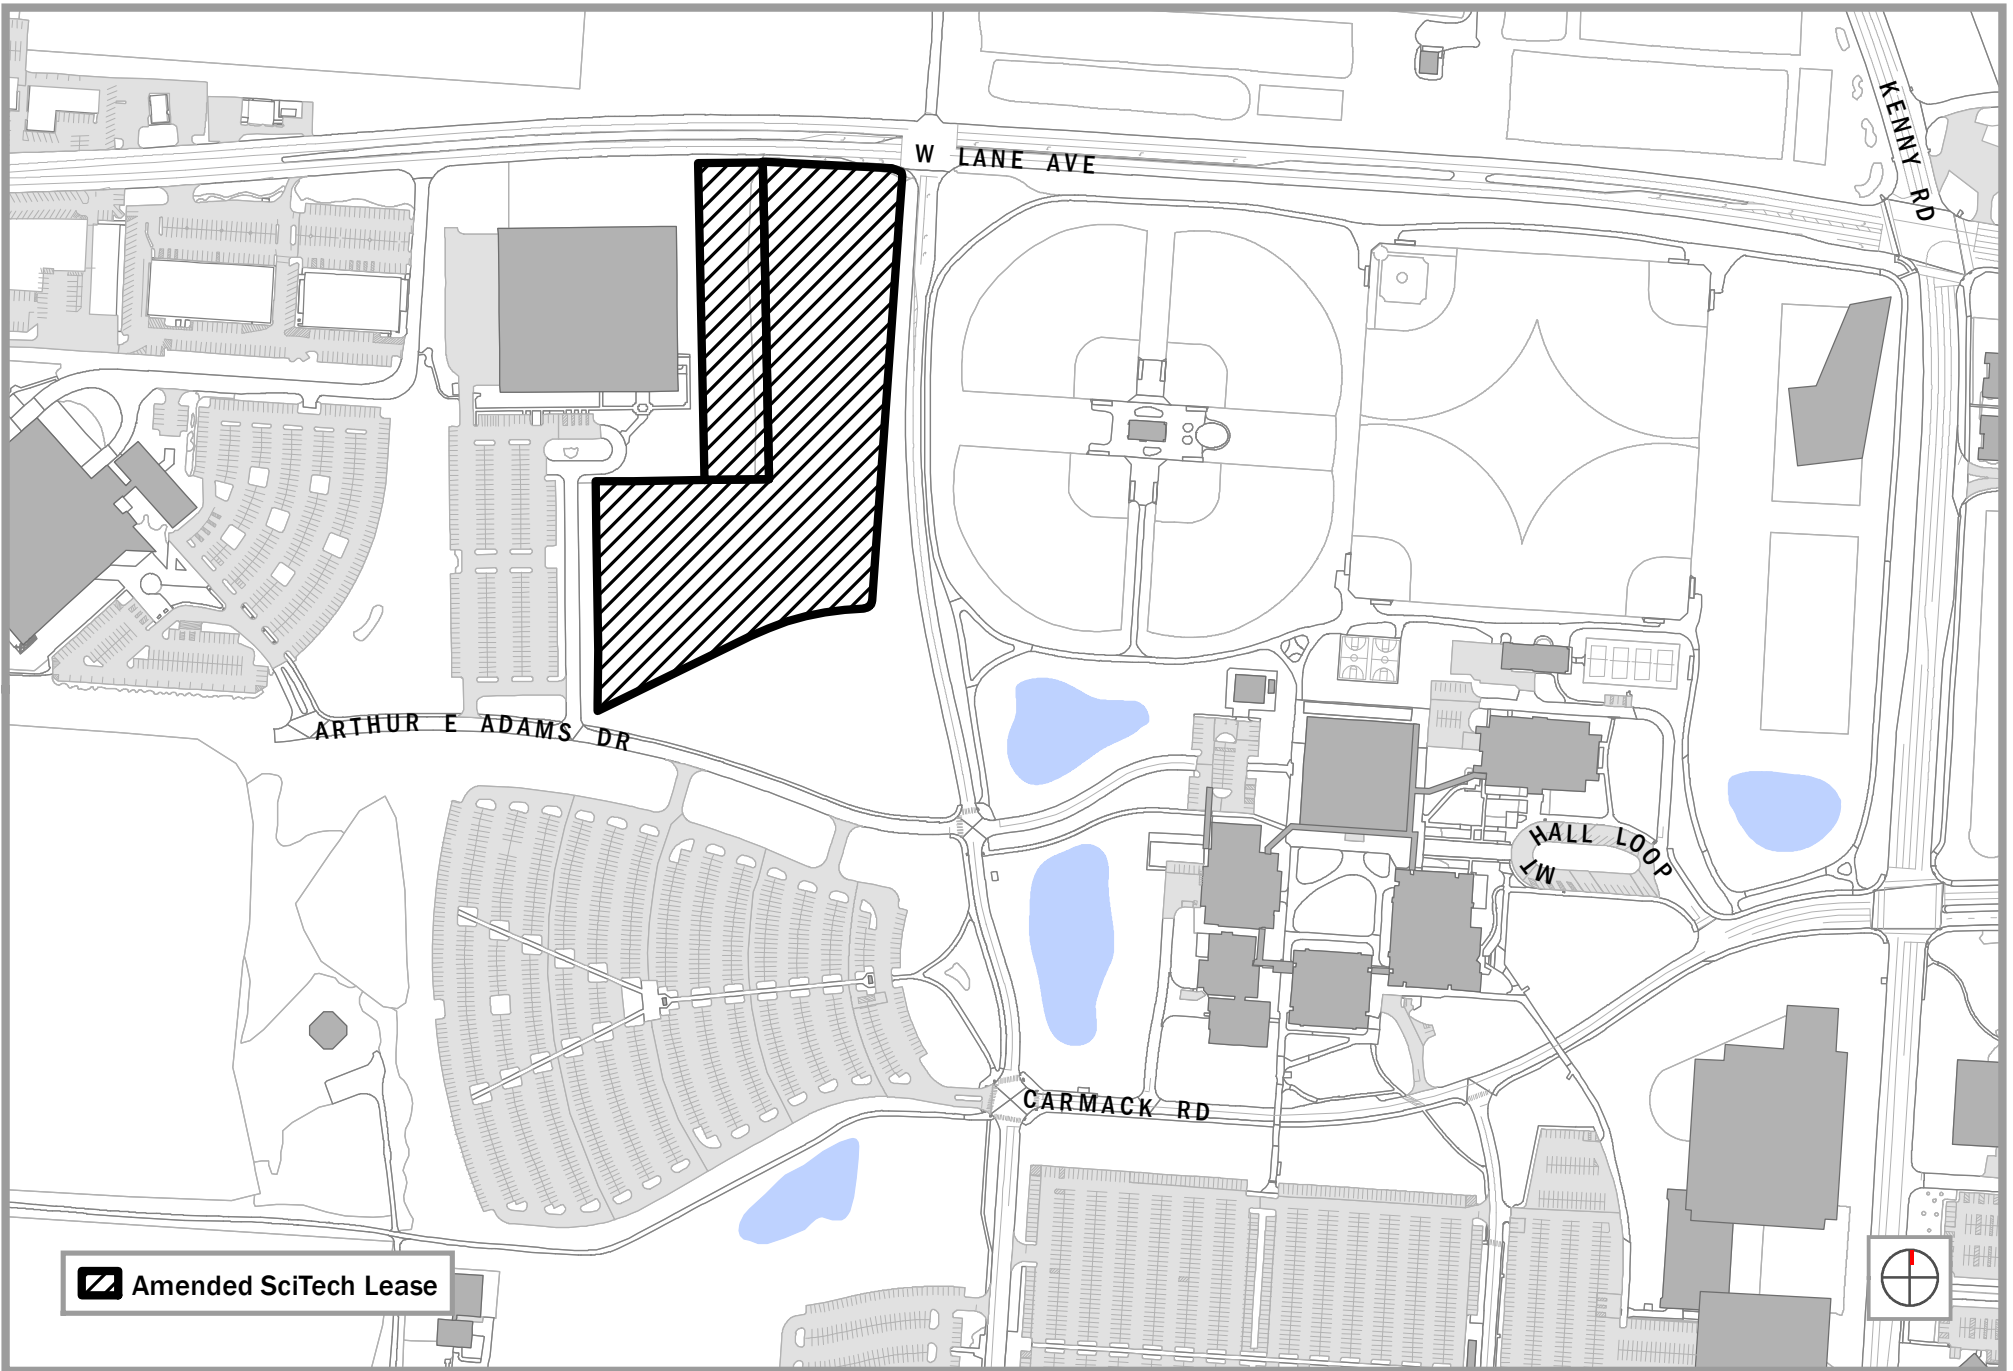 W LANE AVE
KENNY RD
ARTHUR E ADAMS DR
MT HALL LOOP
CARMACK RD
Amended SciTech Lease